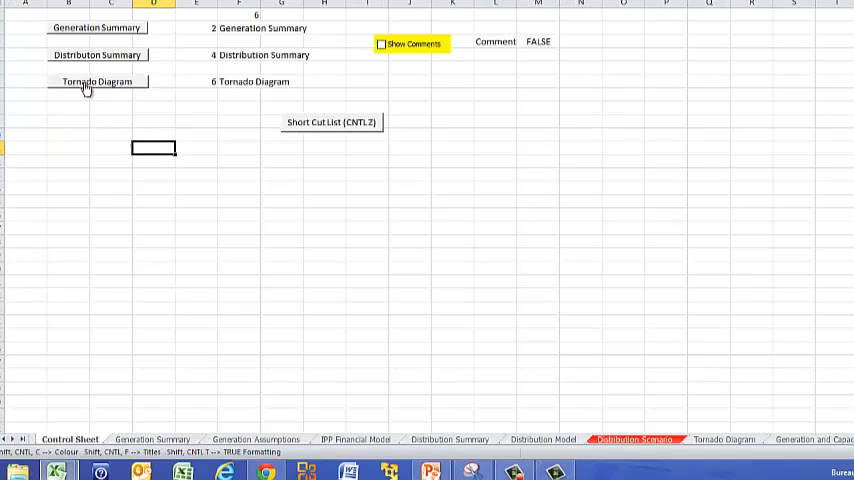 A B C D E F G H I J K L M N O P Q R S T
6
Generation Summary 2 Generation Summary
Show Comments Comment FALSE
Distributon Summary 4 Distribution Summary
Tornado Diagram 6 Tornado Diagram
Short Cut List (CNTL Z)
Control Sheet Generation Summary Generation Assumptions IPP Financial Model Distribution Summary Distribution Model Distribution Scenario Tornado Diagram Generation and Capac
hift, CNTL, C --> Colour Shift, CNTL, F --> Titles Shift, CNTL T --> TRUE Formatting
Bureau